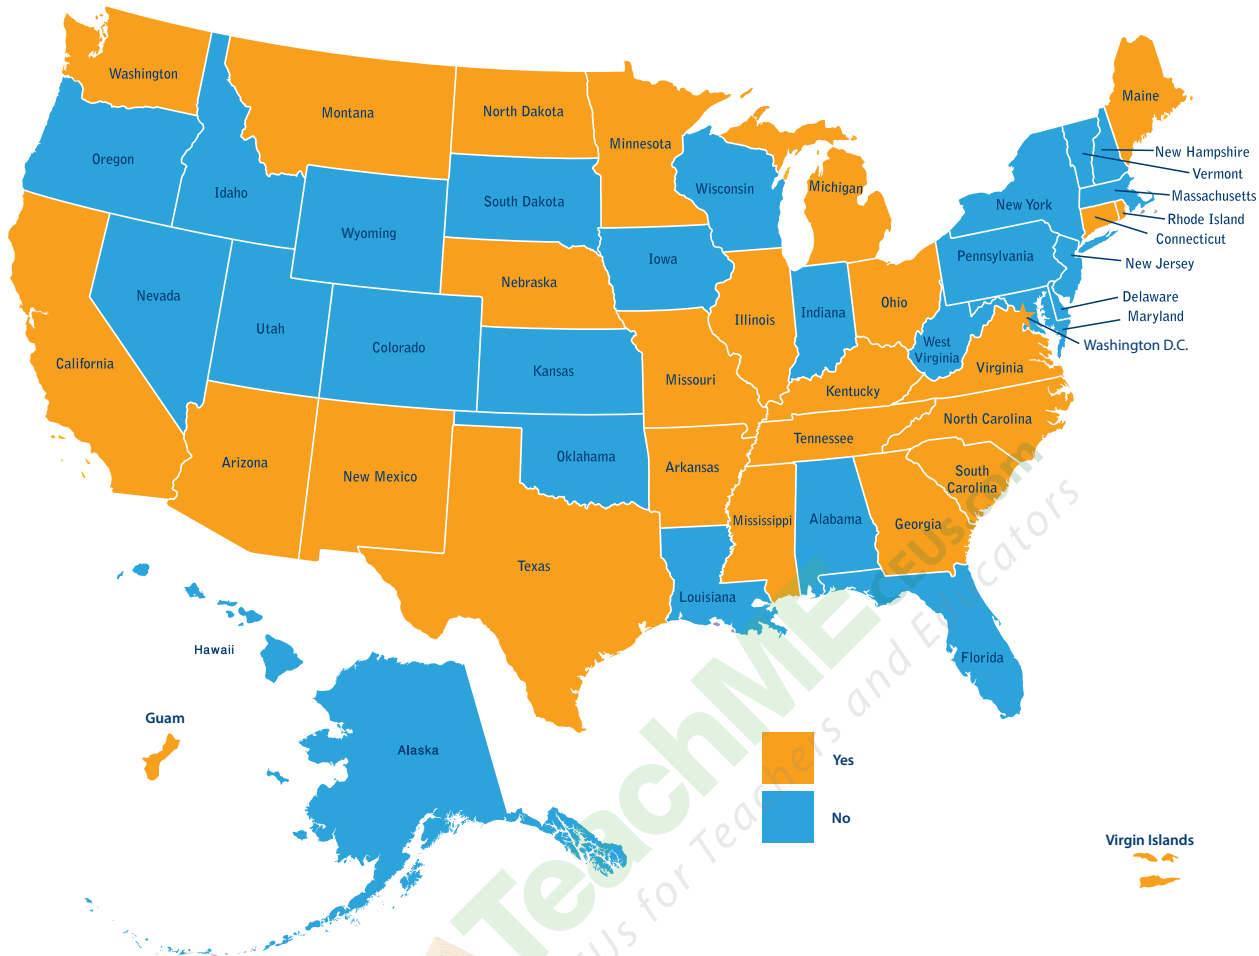 Washington
Montana
North Dakota
Minnesota
Maine
Oregon
Idaho
Wyoming
South Dakota
Wisconsin
Michigan
New York
New Hampshire
Vermont
Massachusetts
Rhode Island
Connecticut
New Jersey
Pennsylvania
Iowa
Nebraska
Nevada
Utah
Colorado
California
Illinois
Indiana
Ohio
Delaware
Maryland
Washington D.C.
West
Virginia
Virginia
Kansas
Missouri
Kentucky
North Carolina
Tennessee
Arizona
New Mexico
Oklahoma
Arkansas
South
Carolina
Mississippi
Alabama
Georgia
Texas
Louisiana
Florida
Hawaii
Alaska
Guam
Yes
No
Virgin Islands
TeachMECEUs.com
CEUs for Teachers and Educators